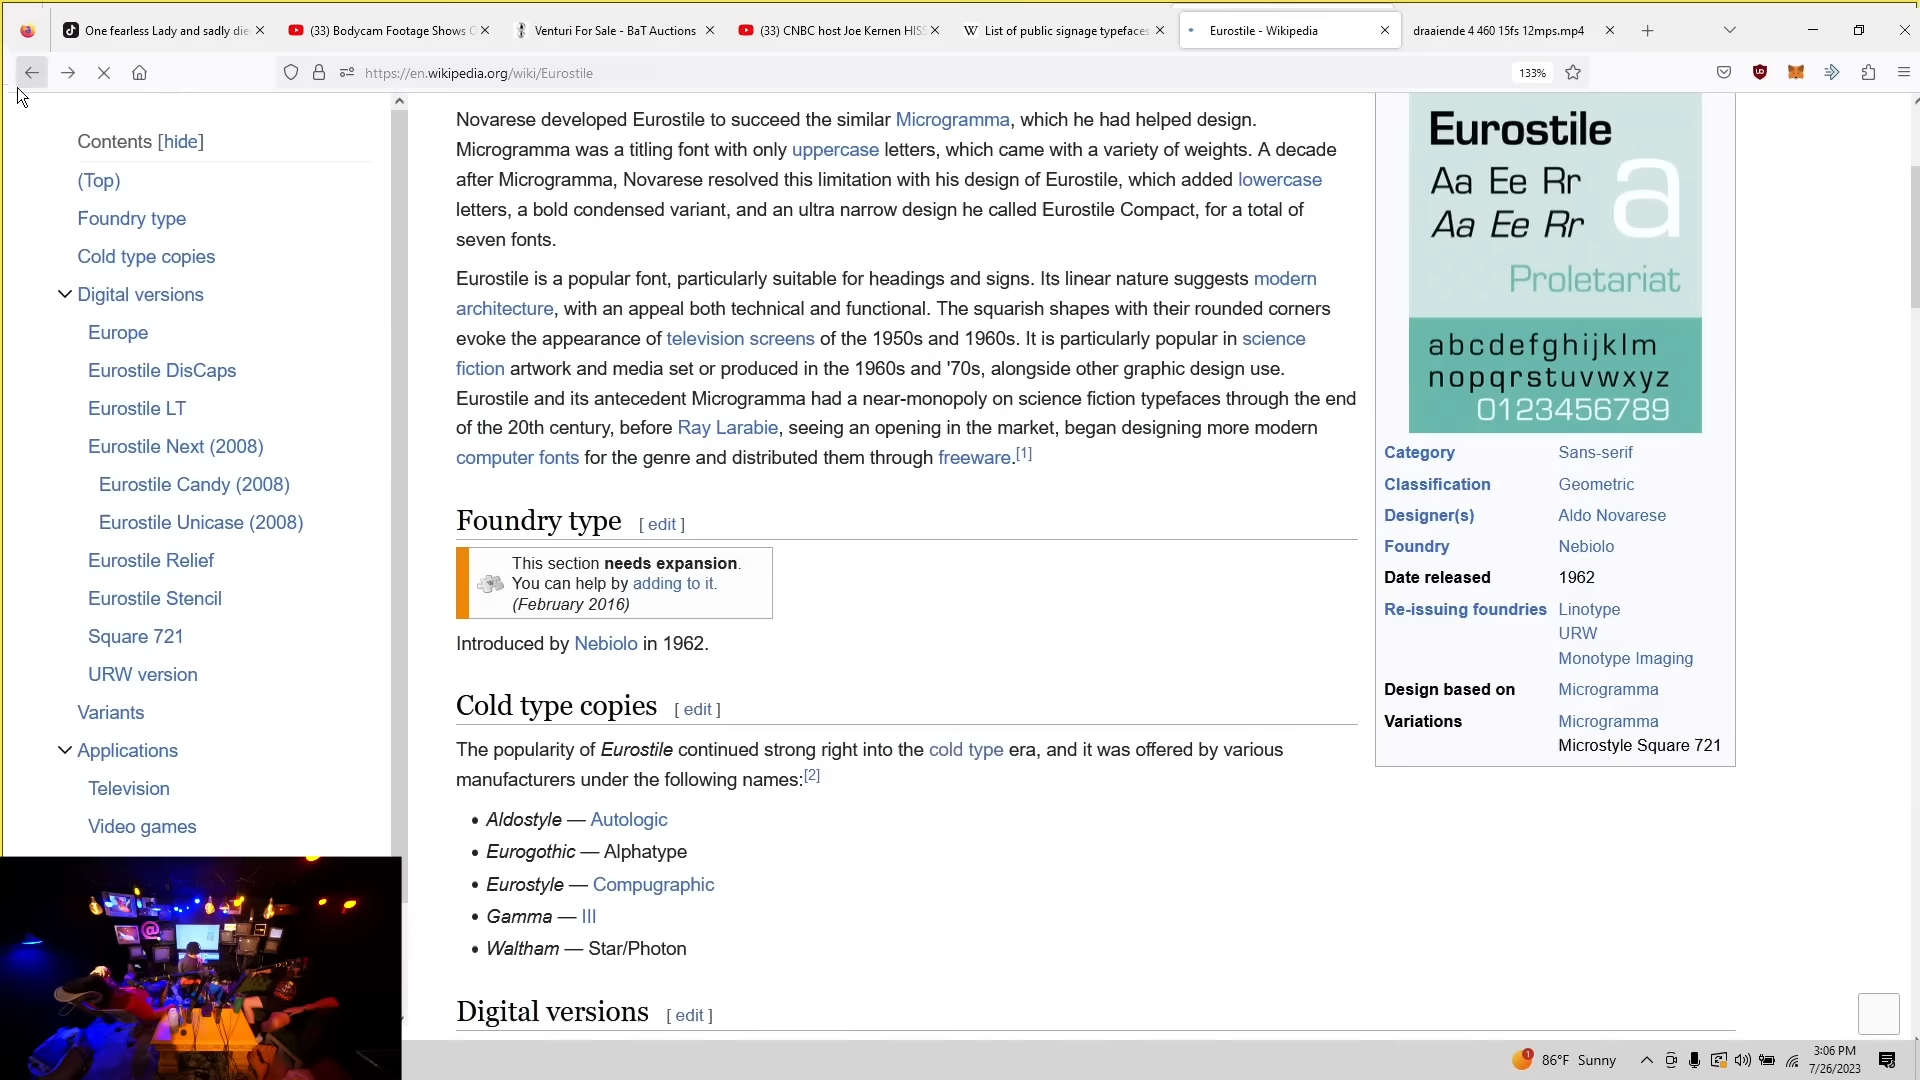 One fearless Lady and sadly die
(33) Bodycam Footage Shows C
Venturi For Sale - BaT Auctions
(33) CNBC host Joe Kernen HISS
List of public signage typefaces
Eurostile - Wikipedia
draaiende 4 460 15fs 12mps.mp4
https://en.wikipedia.org/wiki/Eurostile
133%
Contents [hide]
(Top)
Foundry type
Cold type copies
Digital versions
Europe
Eurostile DisCaps
Eurostile LT
Eurostile Next (2008)
Eurostile Candy (2008)
Eurostile Unicase (2008)
Eurostile Relief
Eurostile Stencil
Square 721
URW version
Variants
Applications
Television
Video games
Novarese developed Eurostile to succeed the similar Microgramma, which he had helped design.
Microgramma was a titling font with only uppercase letters, which came with a variety of weights. A decade
after Microgramma, Novarese resolved this limitation with his design of Eurostile, which added lowercase
letters, a bold condensed variant, and an ultra narrow design he called Eurostile Compact, for a total of
seven fonts.
Eurostile is a popular font, particularly suitable for headings and signs. Its linear nature suggests modern
architecture, with an appeal both technical and functional. The squarish shapes with their rounded corners
evoke the appearance of television screens of the 1950s and 1960s. It is particularly popular in science
fiction artwork and media set or produced in the 1960s and '70s, alongside other graphic design use.
Eurostile and its antecedent Microgramma had a near-monopoly on science fiction typefaces through the end
of the 20th century, before Ray Larabie, seeing an opening in the market, began designing more modern
computer fonts for the genre and distributed them through freeware.[1]
Foundry type [ edit ]
This section needs expansion.
You can help by adding to it.
(February 2016)
Introduced by Nebiolo in 1962.
Cold type copies [ edit ]
The popularity of Eurostile continued strong right into the cold type era, and it was offered by various
manufacturers under the following names:[2]
• Aldostyle — Autologic
• Eurogothic — Alphatype
• Eurostyle — Compugraphic
• Gamma — III
• Waltham — Star/Photon
Digital versions [ edit ]
Eurostile
Aa Ee Rr
Aa Ee Rr
a
Proletariat
abcdefghijklm
nopqrstuvwxyz
0123456789
Category Sans-serif
Classification Geometric
Designer(s) Aldo Novarese
Foundry Nebiolo
Date released 1962
Re-issuing foundries Linotype
URW
Monotype Imaging
Design based on Microgramma
Variations Microgramma
Microstyle Square 721
@
1
86°F Sunny
3:06 PM
7/26/2023